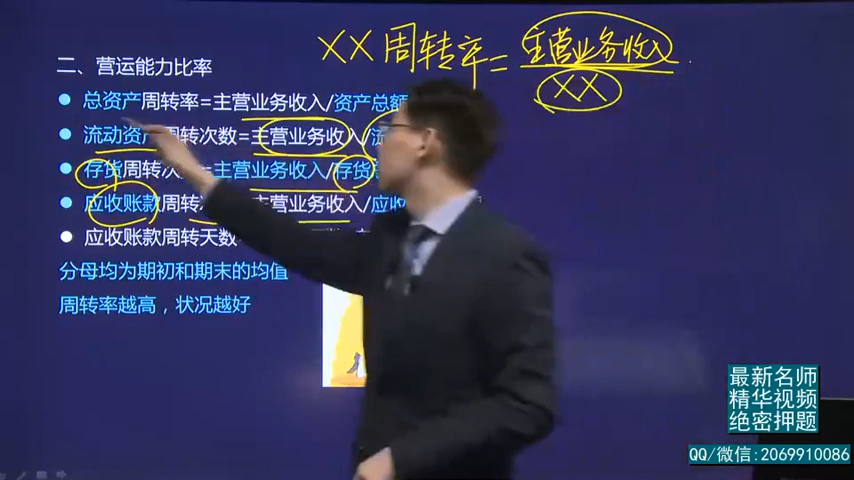 XX周转率=主营业务收入/XX
二、营运能力比率
总资产周转率=主营业务收入/资产总额
流动资产周转次数=主营业务收入/流
存货周转次 主营业务收入/存货
应收账款周转 主营业务收入/应收
应收账款周转天数
分母均为期初和期末的均值
周转率越高，状况越好
最新名师
精华视频
绝密押题
QQ/微信:2069910086